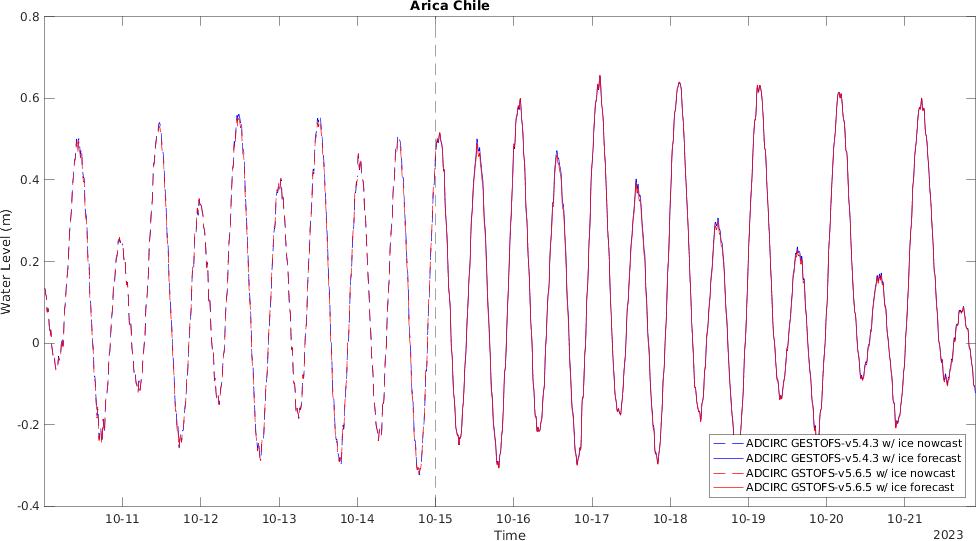 Arica Chile
Water Level (m)
0.8
0.6
0.4
0.2
0
-0.2
-0.4
ADCIRC GESTOFS-v5.4.3 w/ ice nowcast
ADCIRC GESTOFS-v5.4.3 w/ ice forecast
ADCIRC GSTOFS-v5.6.5 w/ ice nowcast
ADCIRC GSTOFS-v5.6.5 w/ ice forecast
10-11 10-12 10-13 10-14 10-15 10-16 10-17 10-18 10-19 10-20 10-21
Time
2023